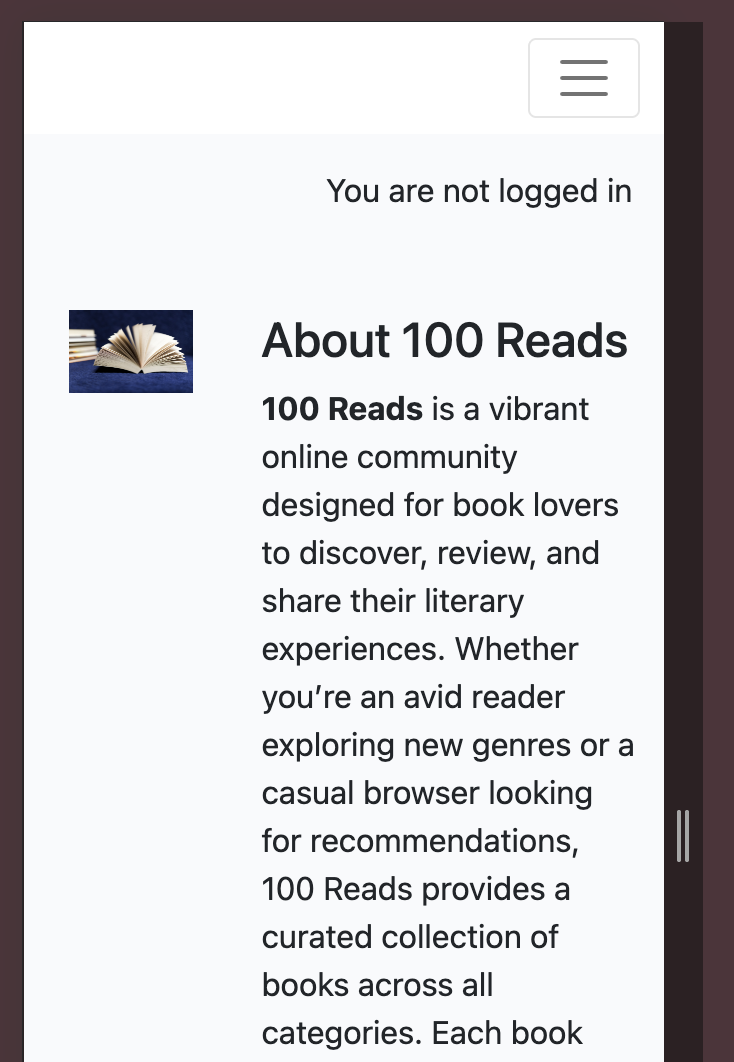 You are not logged in
About 100 Reads
100 Reads is a vibrant
online community
designed for book lovers
to discover, review, and
share their literary
experiences. Whether
you’re an avid reader
exploring new genres or a
casual browser looking
for recommendations,
100 Reads provides a
curated collection of
books across all
categories. Each book